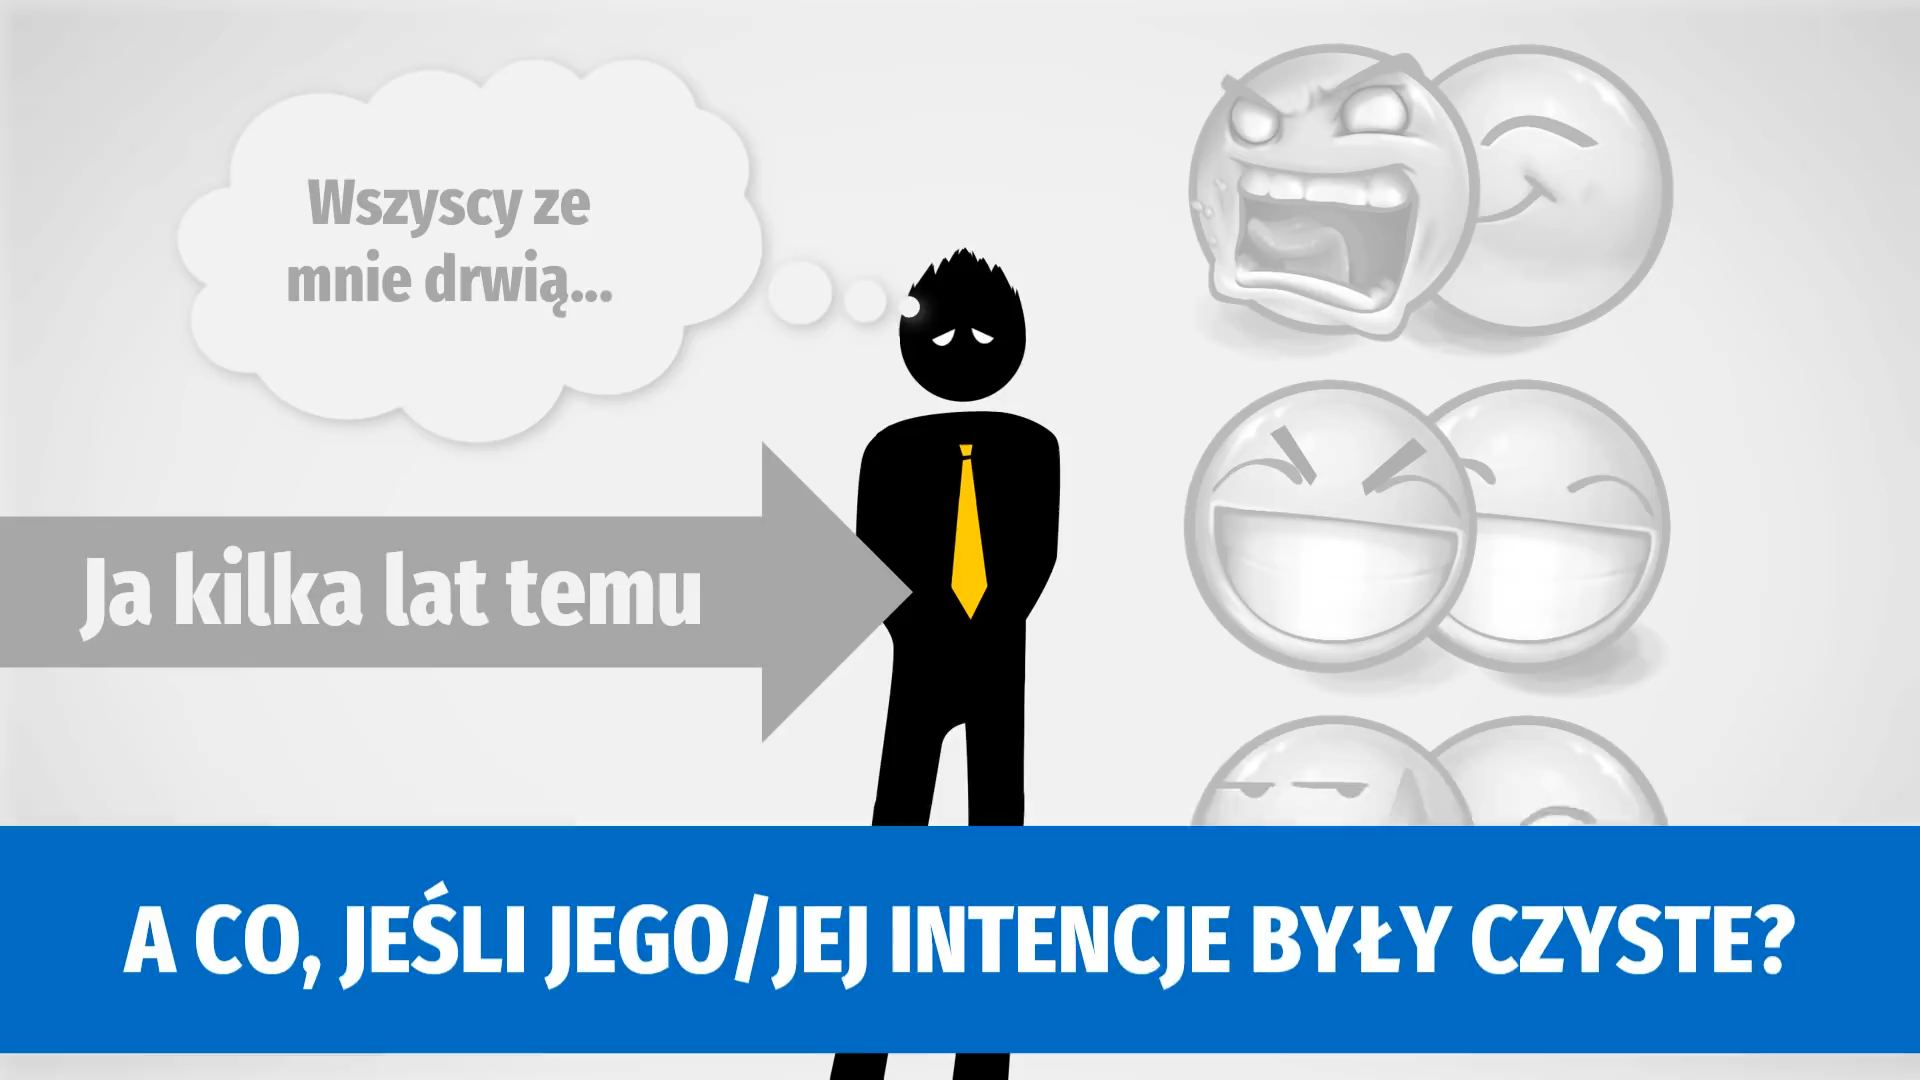 Wszyscy ze
mnie drwią...
Ja kilka lat temu
A CO, JEŚLI JEGO/JEJ INTENCJE BYŁY CZYSTE?